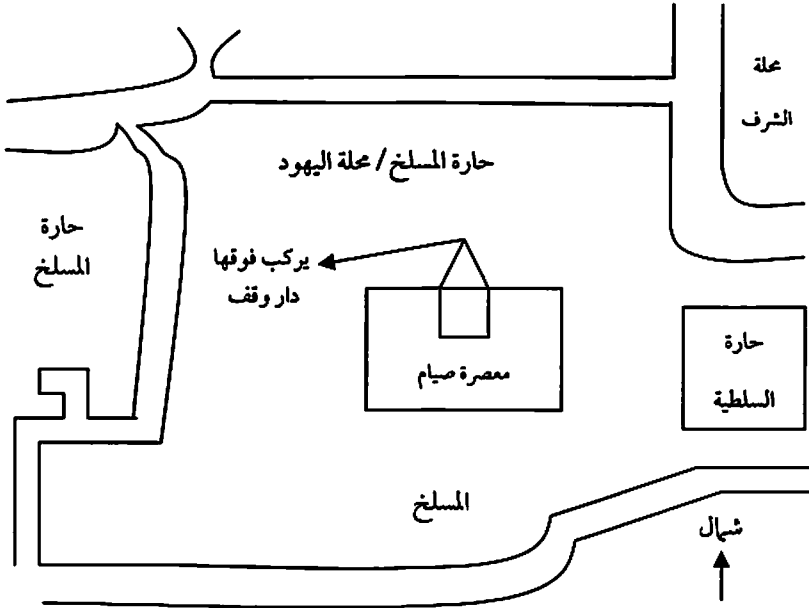 محلة
الشرف
حارة المسلخ / محلة اليهود
حارة
المسلخ
يركب فوقها
دار وقف
معصرة صيام
حارة
السلطية
المسلخ
شمال